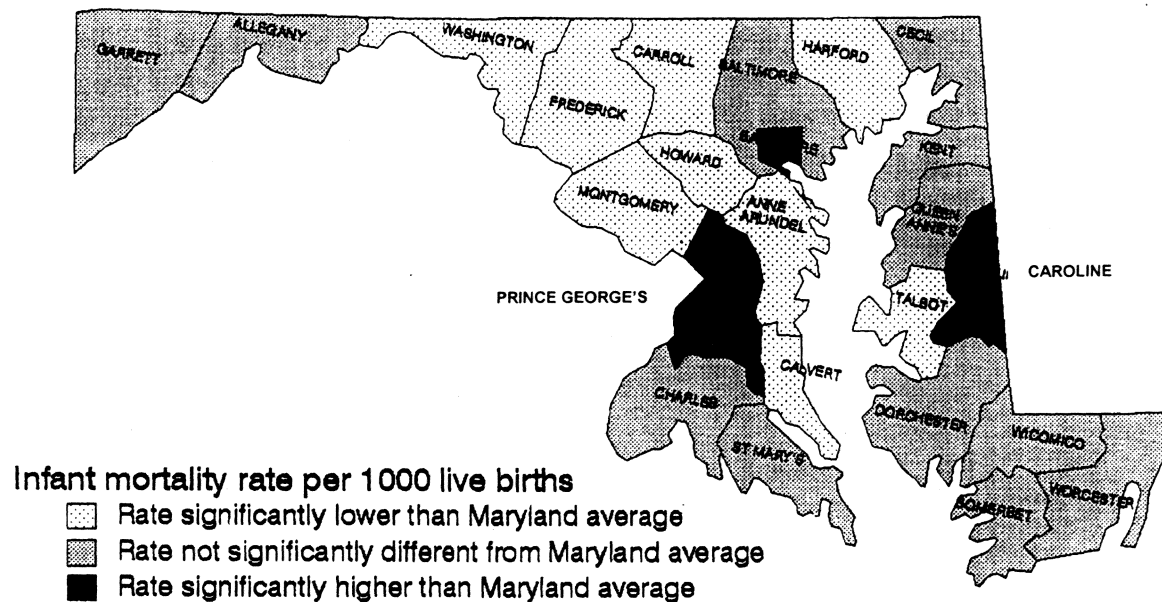 GARRETT
ALLEGANY
WASHINGTON
FREDERICK
CARROLL
BALTIMORE
HARFORD
CECIL
KENT
HOWARD
MONTGOMERY
ANNE
ARUNDEL
QUEEN
ANNE'S
CAROLINE
TALBOT
PRINCE GEORGE'S
CALVERT
CHARLES
ST MARY'S
DORCHESTER
WICOMICO
SOMERSET
WORCESTER
Infant mortality rate per 1000 live births
Rate significantly lower than Maryland average
Rate not significantly different from Maryland average
Rate significantly higher than Maryland average